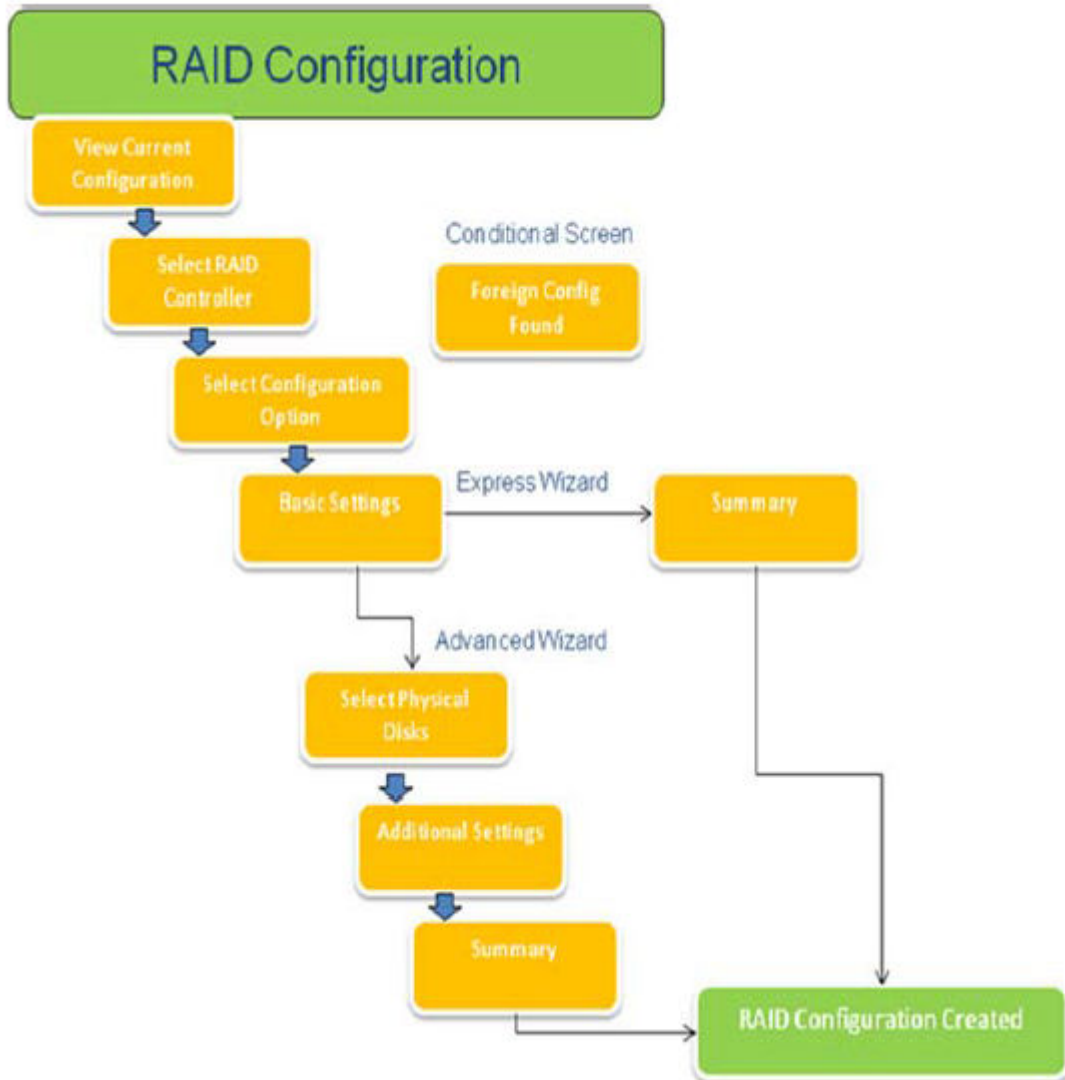 RAID Configuration
View Current
Configuration
Conditional Screen
Select RAID
Controller
Foreign Config
Found
Select Configuration
Option
Basic Settings
Express Wizard
Summary
Advanced Wizard
Select Physical
Disks
Additional Settings
Summary
RAID Configuration Created